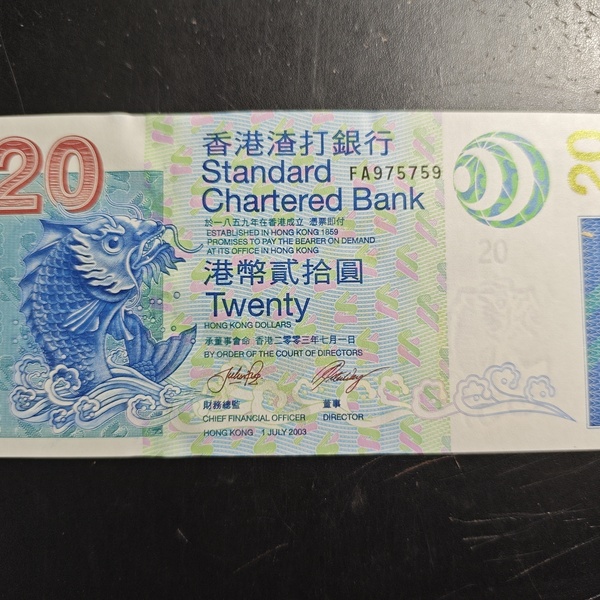 20
香港渣打銀行
Standard
Chartered Bank
FA975759
於一八五九年在香港成立 憑票即付
ESTABLISHED IN HONG KONG 1859
PROMISES TO PAY THE BEARER ON DEMAND
AT ITS OFFICE IN HONG KONG
港幣貳拾圓
Twenty
HONG KONG DOLLARS
承董事會命 香港二零零三年七月一日
BY ORDER OF THE COURT OF DIRECTORS
財務總監 董事
CHIEF FINANCIAL OFFICER DIRECTOR
HONG KONG 1 JULY 2003
20
20